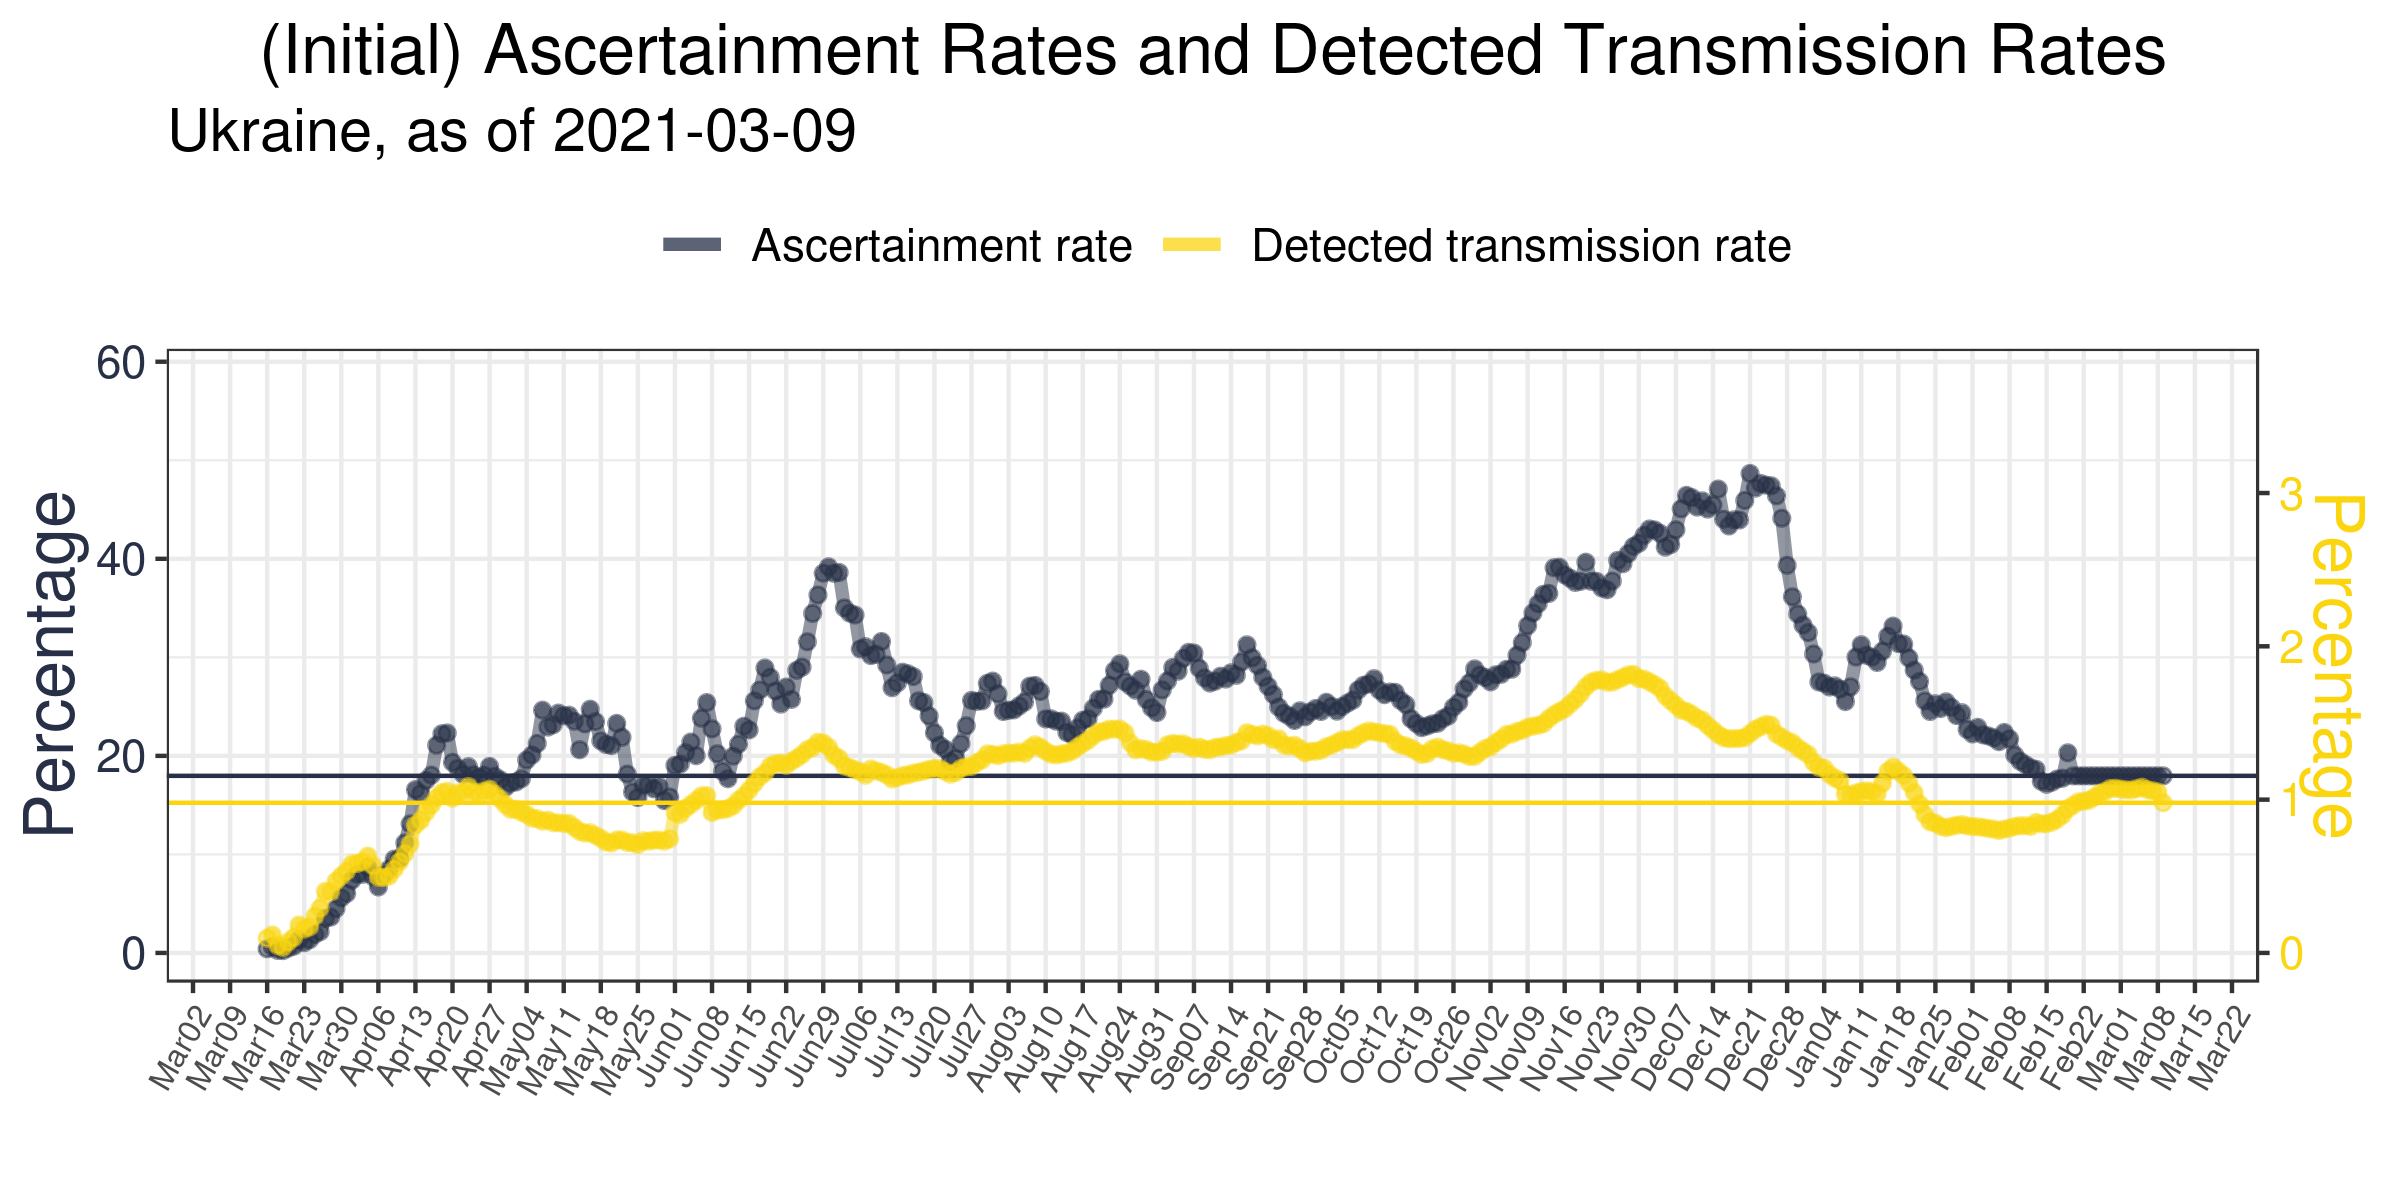 (Initial) Ascertainment Rates and Detected Transmission Rates
Ukraine, as of 2021-03-09
Ascertainment rate
Detected transmission rate
Percentage
60
40
20
0
3
2
1
0
Percentage
Mar02
Mar09
Mar16
Mar23
Mar30
Apr06
Apr13
Apr20
Apr27
May04
May11
May18
May25
Jun01
Jun08
Jun15
Jun22
Jun29
Jul06
Jul13
Jul20
Jul27
Aug03
Aug10
Aug17
Aug24
Aug31
Sep07
Sep14
Sep21
Sep28
Oct05
Oct12
Oct19
Oct26
Nov02
Nov09
Nov16
Nov23
Nov30
Dec07
Dec14
Dec21
Dec28
Jan04
Jan11
Jan18
Jan25
Feb01
Feb08
Feb15
Feb22
Mar01
Mar08
Mar15
Mar22